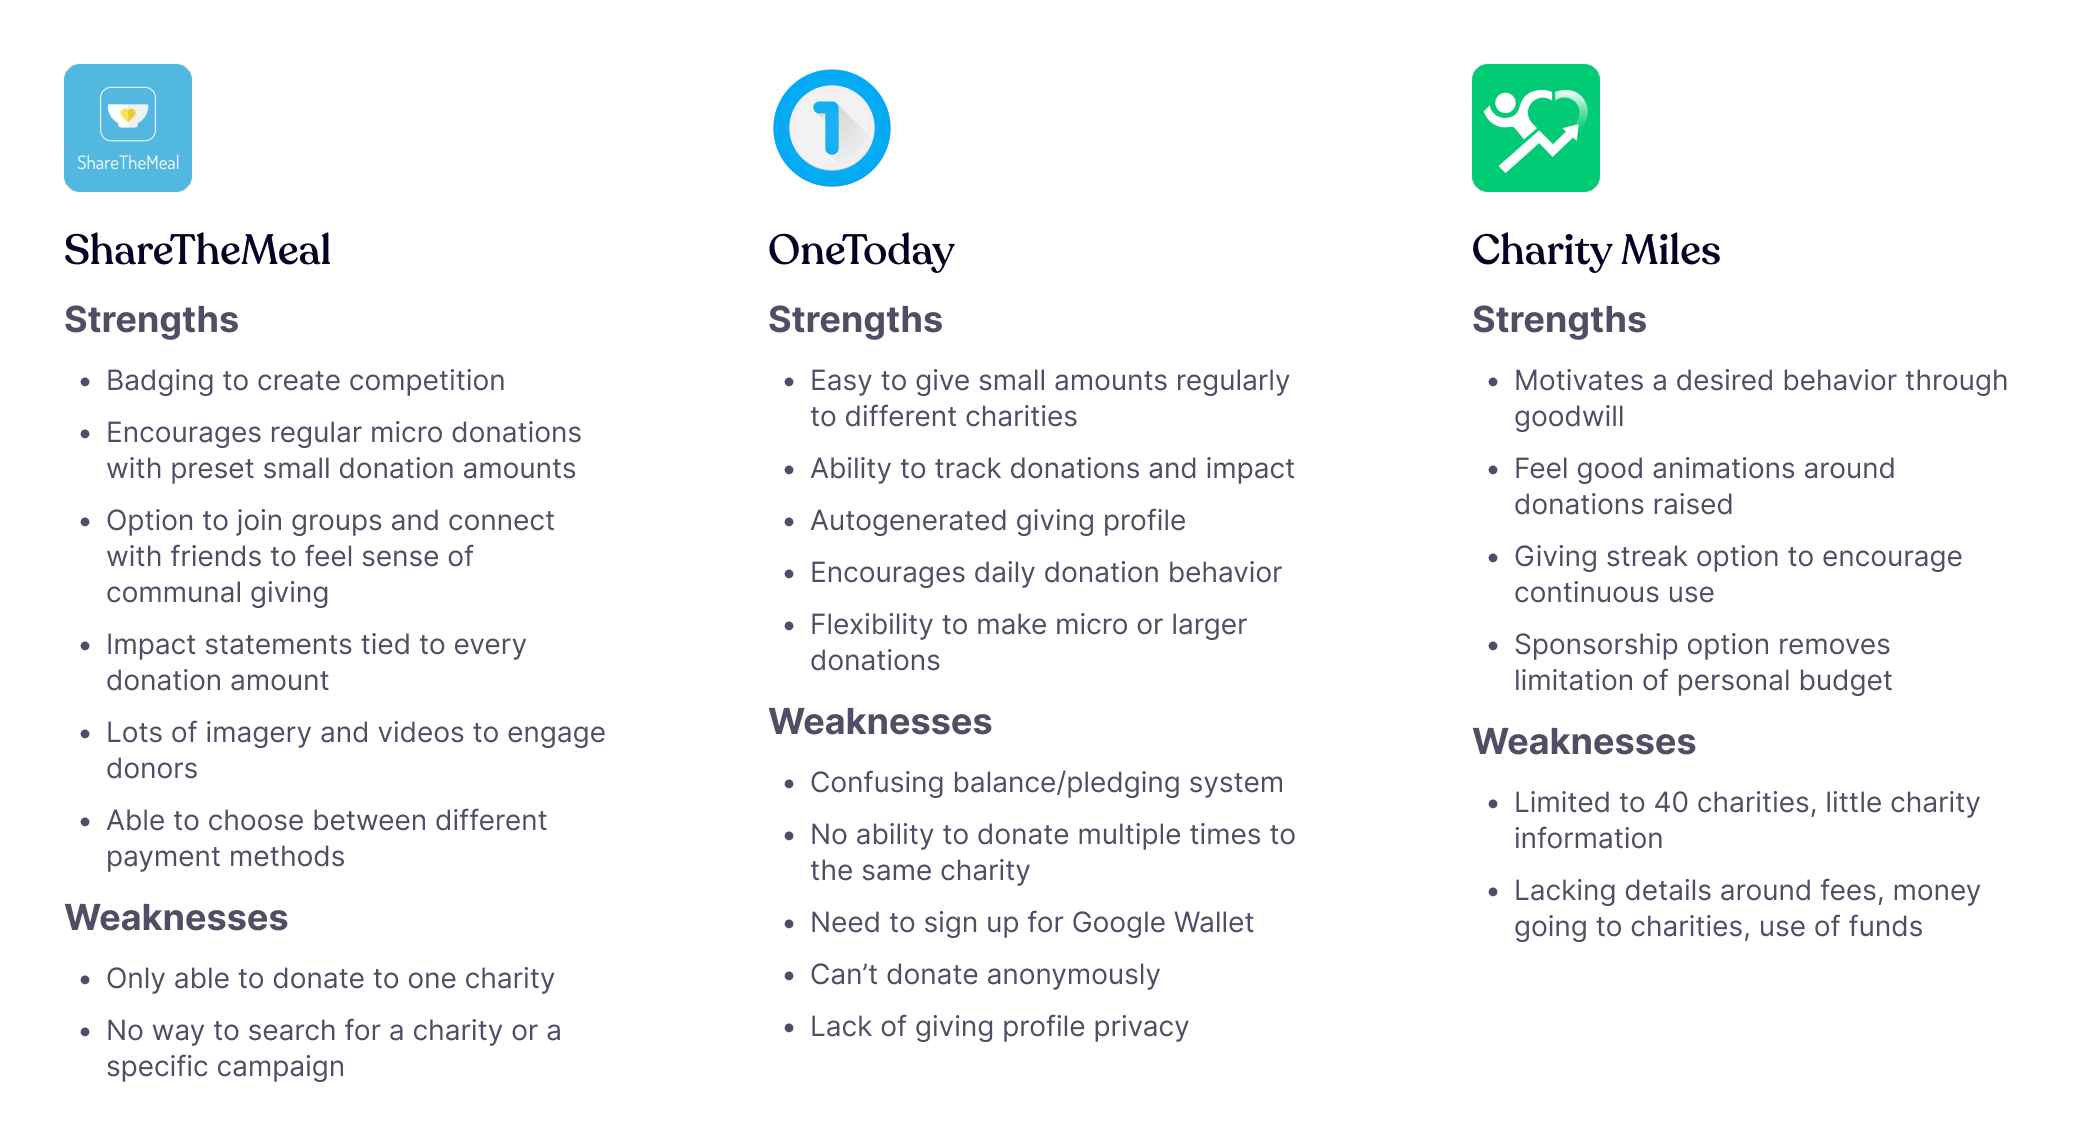 ShareTheMeal
ShareTheMeal
Strengths
• Badging to create competition
• Encourages regular micro donations
with preset small donation amounts
• Option to join groups and connect
with friends to feel sense of
communal giving
• Impact statements tied to every
donation amount
• Lots of imagery and videos to engage
donors
• Able to choose between different
payment methods
Weaknesses
• Only able to donate to one charity
• No way to search for a charity or a
specific campaign
1
OneToday
Strengths
• Easy to give small amounts regularly
to different charities
• Ability to track donations and impact
• Autogenerated giving profile
• Encourages daily donation behavior
• Flexibility to make micro or larger
donations
Weaknesses
• Confusing balance/pledging system
• No ability to donate multiple times to
the same charity
• Need to sign up for Google Wallet
• Can’t donate anonymously
• Lack of giving profile privacy
Charity Miles
Strengths
• Motivates a desired behavior through
goodwill
• Feel good animations around
donations raised
• Giving streak option to encourage
continuous use
• Sponsorship option removes
limitation of personal budget
Weaknesses
• Limited to 40 charities, little charity
information
• Lacking details around fees, money
going to charities, use of funds